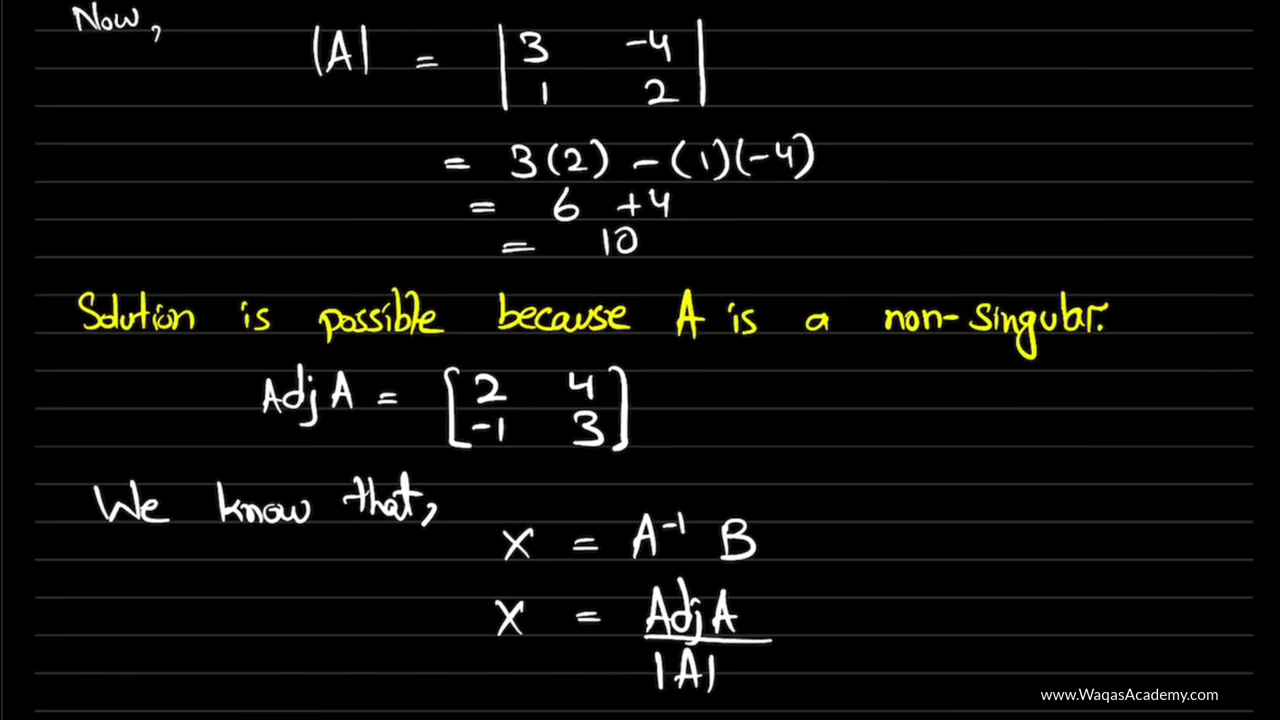 Now,
|A| = | 3 -4 |
| 1 2 |
= 3(2) - (1)(-4)
= 6 +4
= 10
Solution is possible because A is a non-singular.
Adj A = [ 2 4 ]
[ -1 3 ]
We know that,
X = A⁻¹ B
X = Adj A
|A|
www.WaqasAcademy.com